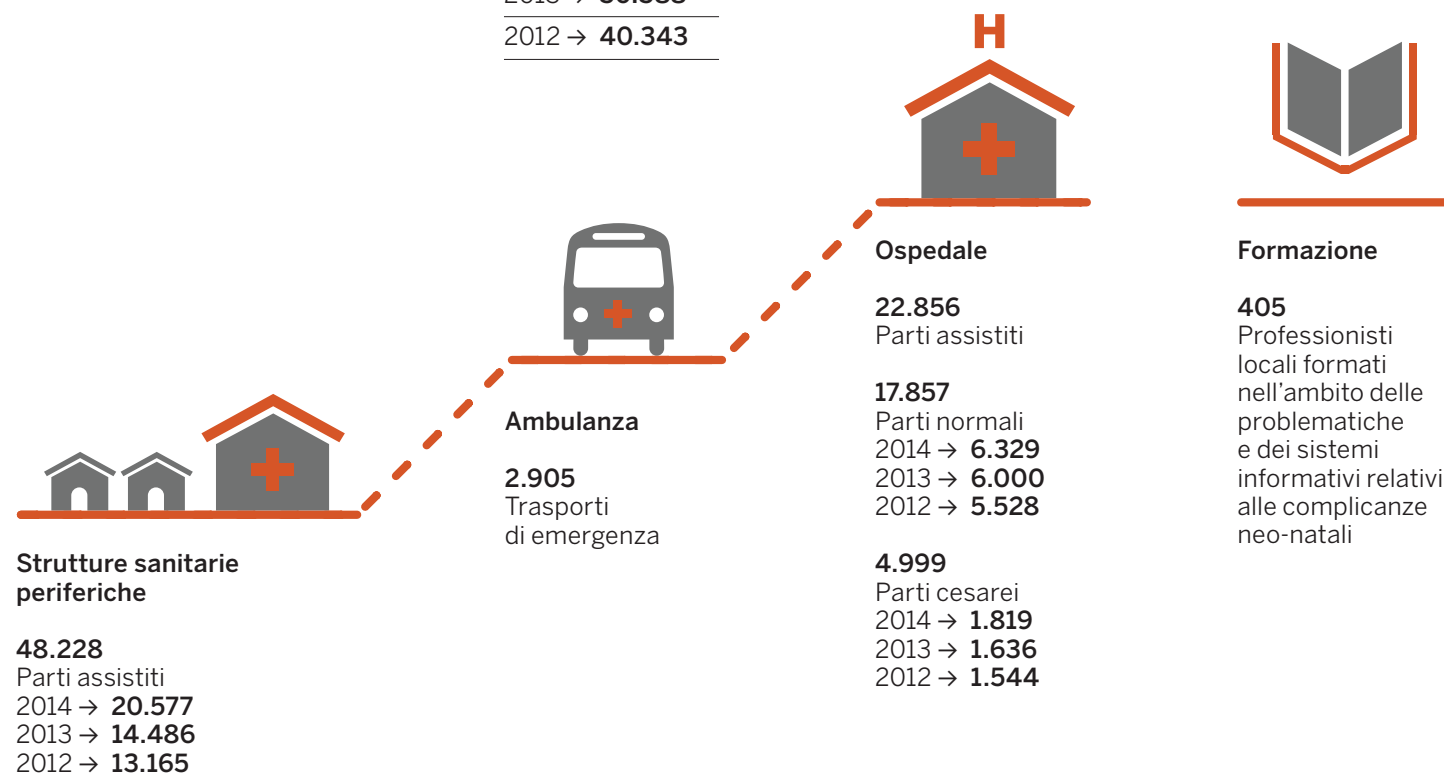 2012 → 40.343
H
Ospedale
22.856
Parti assistiti
17.857
Parti normali
2014 → 6.329
2013 → 6.000
2012 → 5.528
4.999
Parti cesarei
2014 → 1.819
2013 → 1.636
2012 → 1.544
Formazione
405
Professionisti
locali formati
nell'ambito delle
problematiche
e dei sistemi
informativi relativi
alle complicanze
neo-natali
Ambulanza
2.905
Trasporti
di emergenza
Strutture sanitarie
periferiche
48.228
Parti assistiti
2014 → 20.577
2013 → 14.486
2012 → 13.165